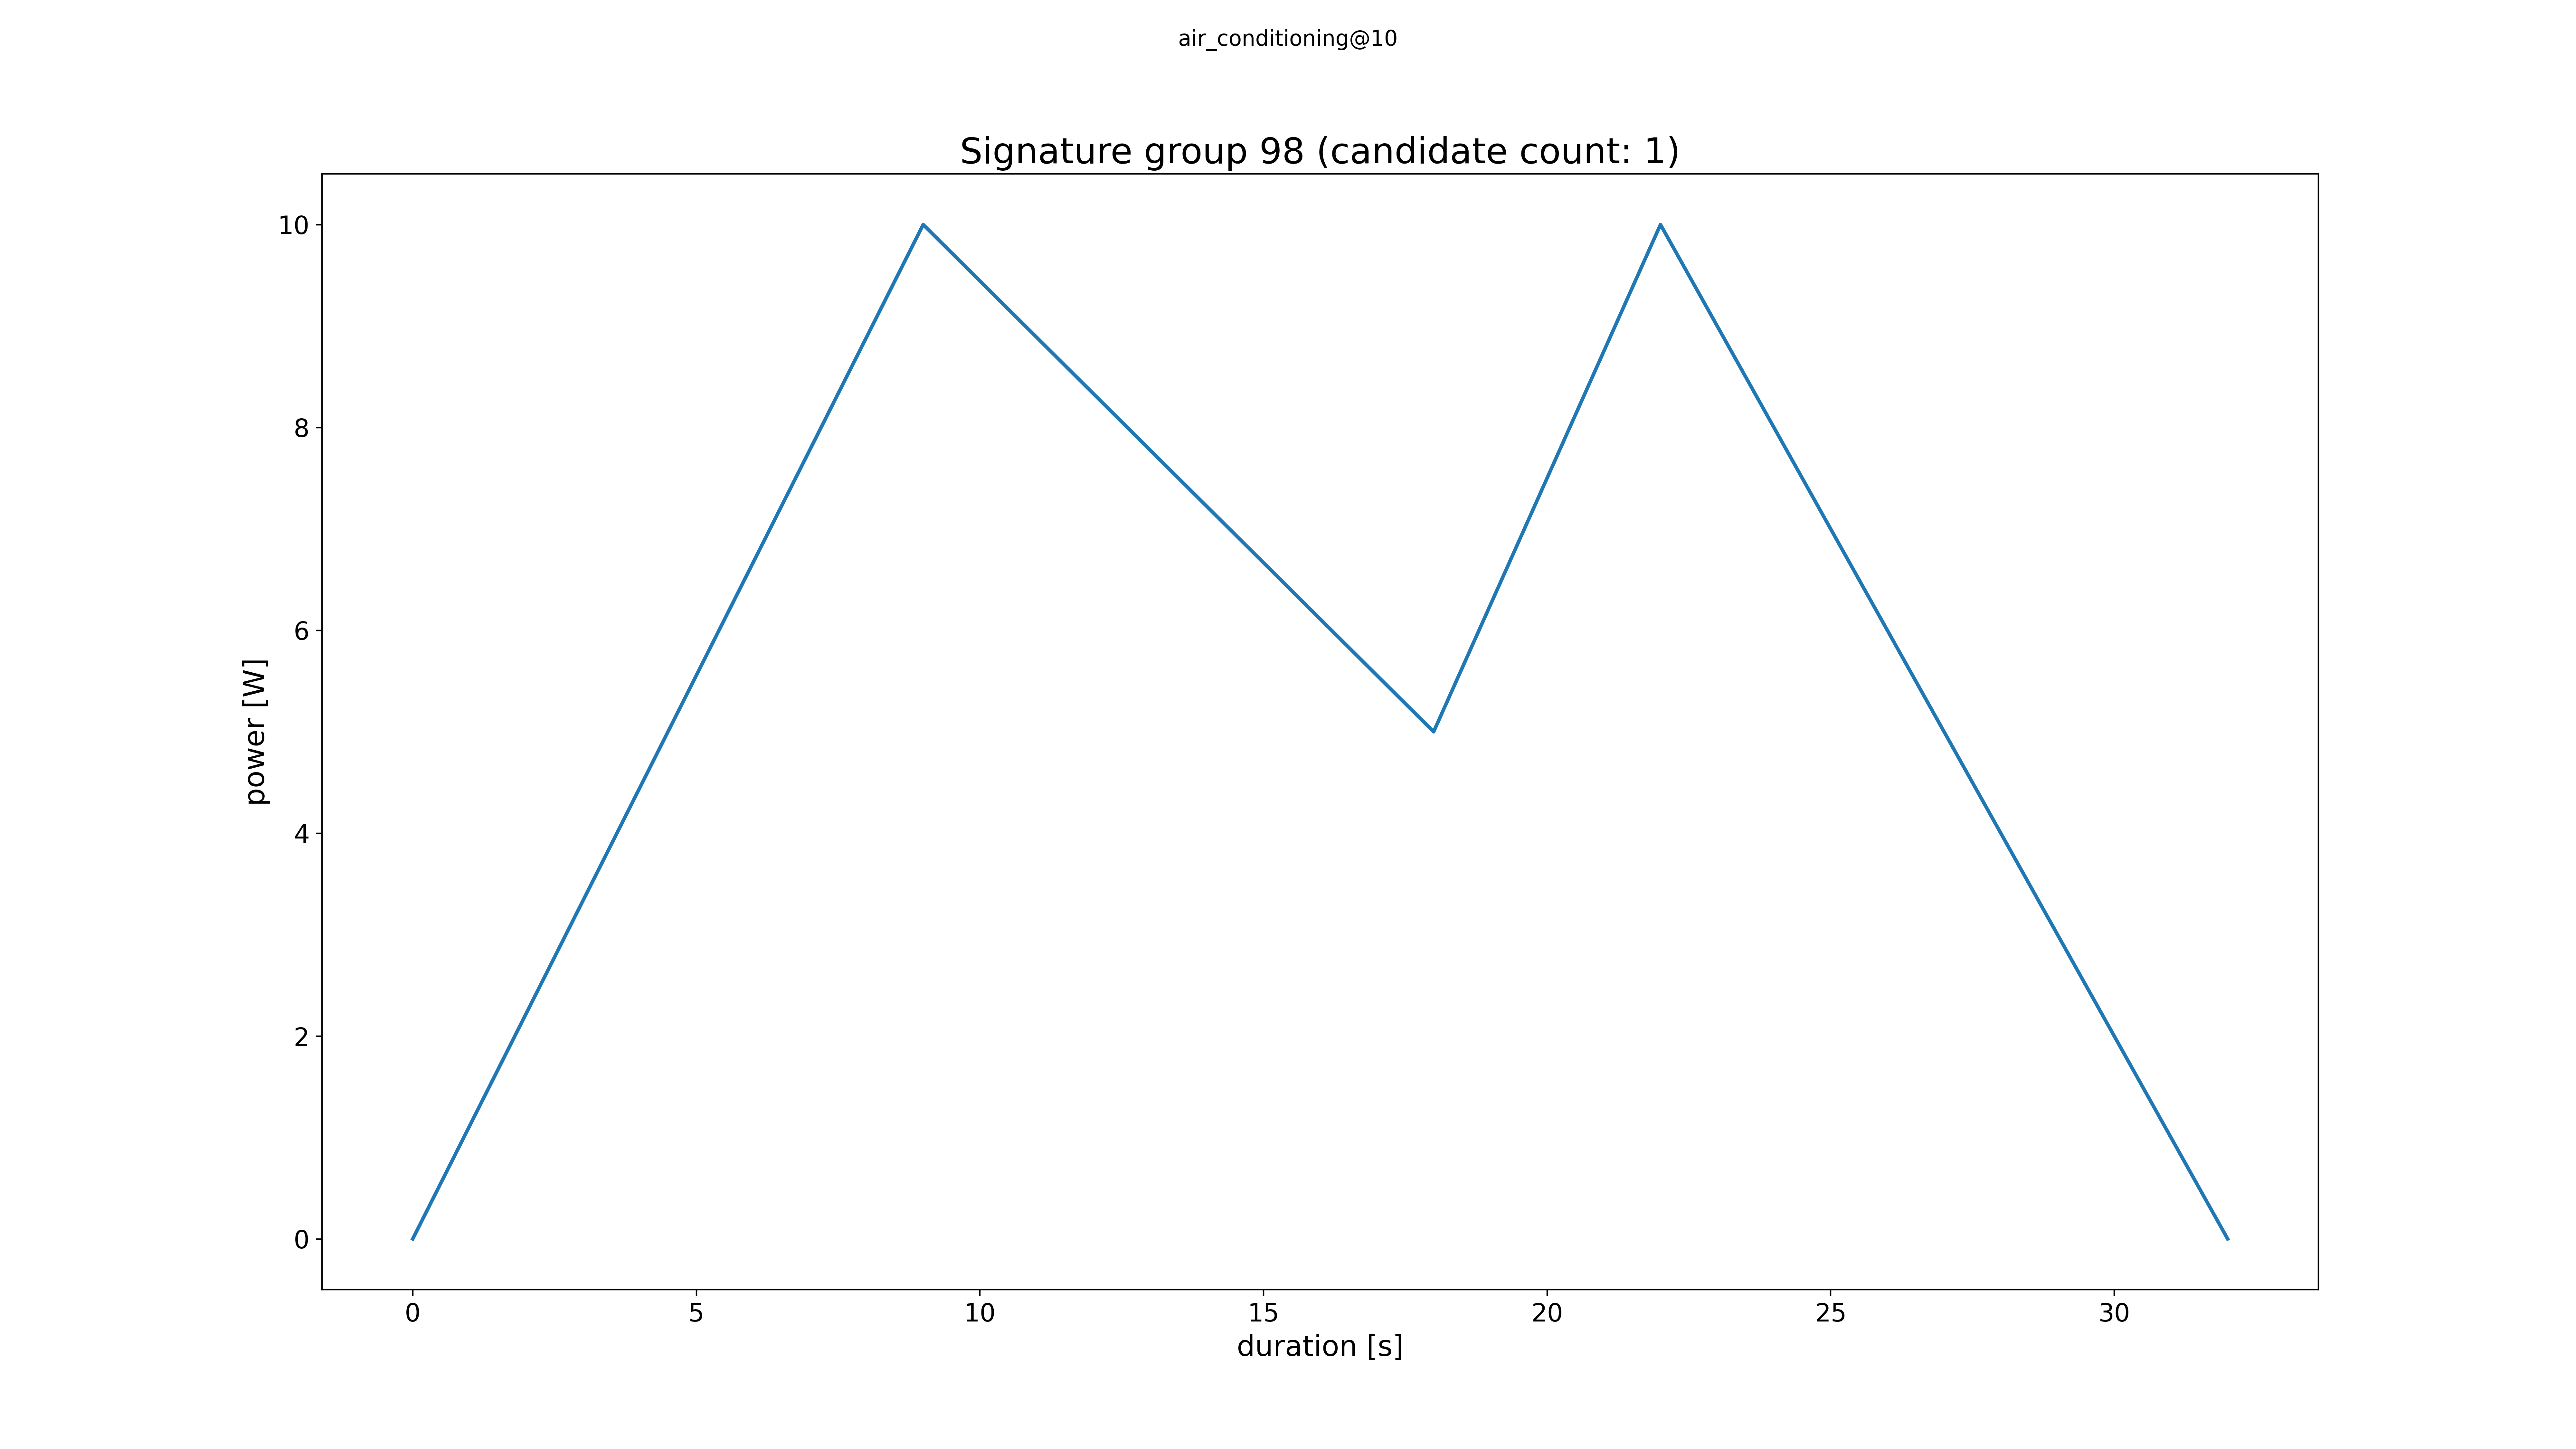 air_conditioning@10
Signature group 98 (candidate count: 1)
10
8
6
4
2
0
power [W]
0 5 10 15 20 25 30
duration [s]